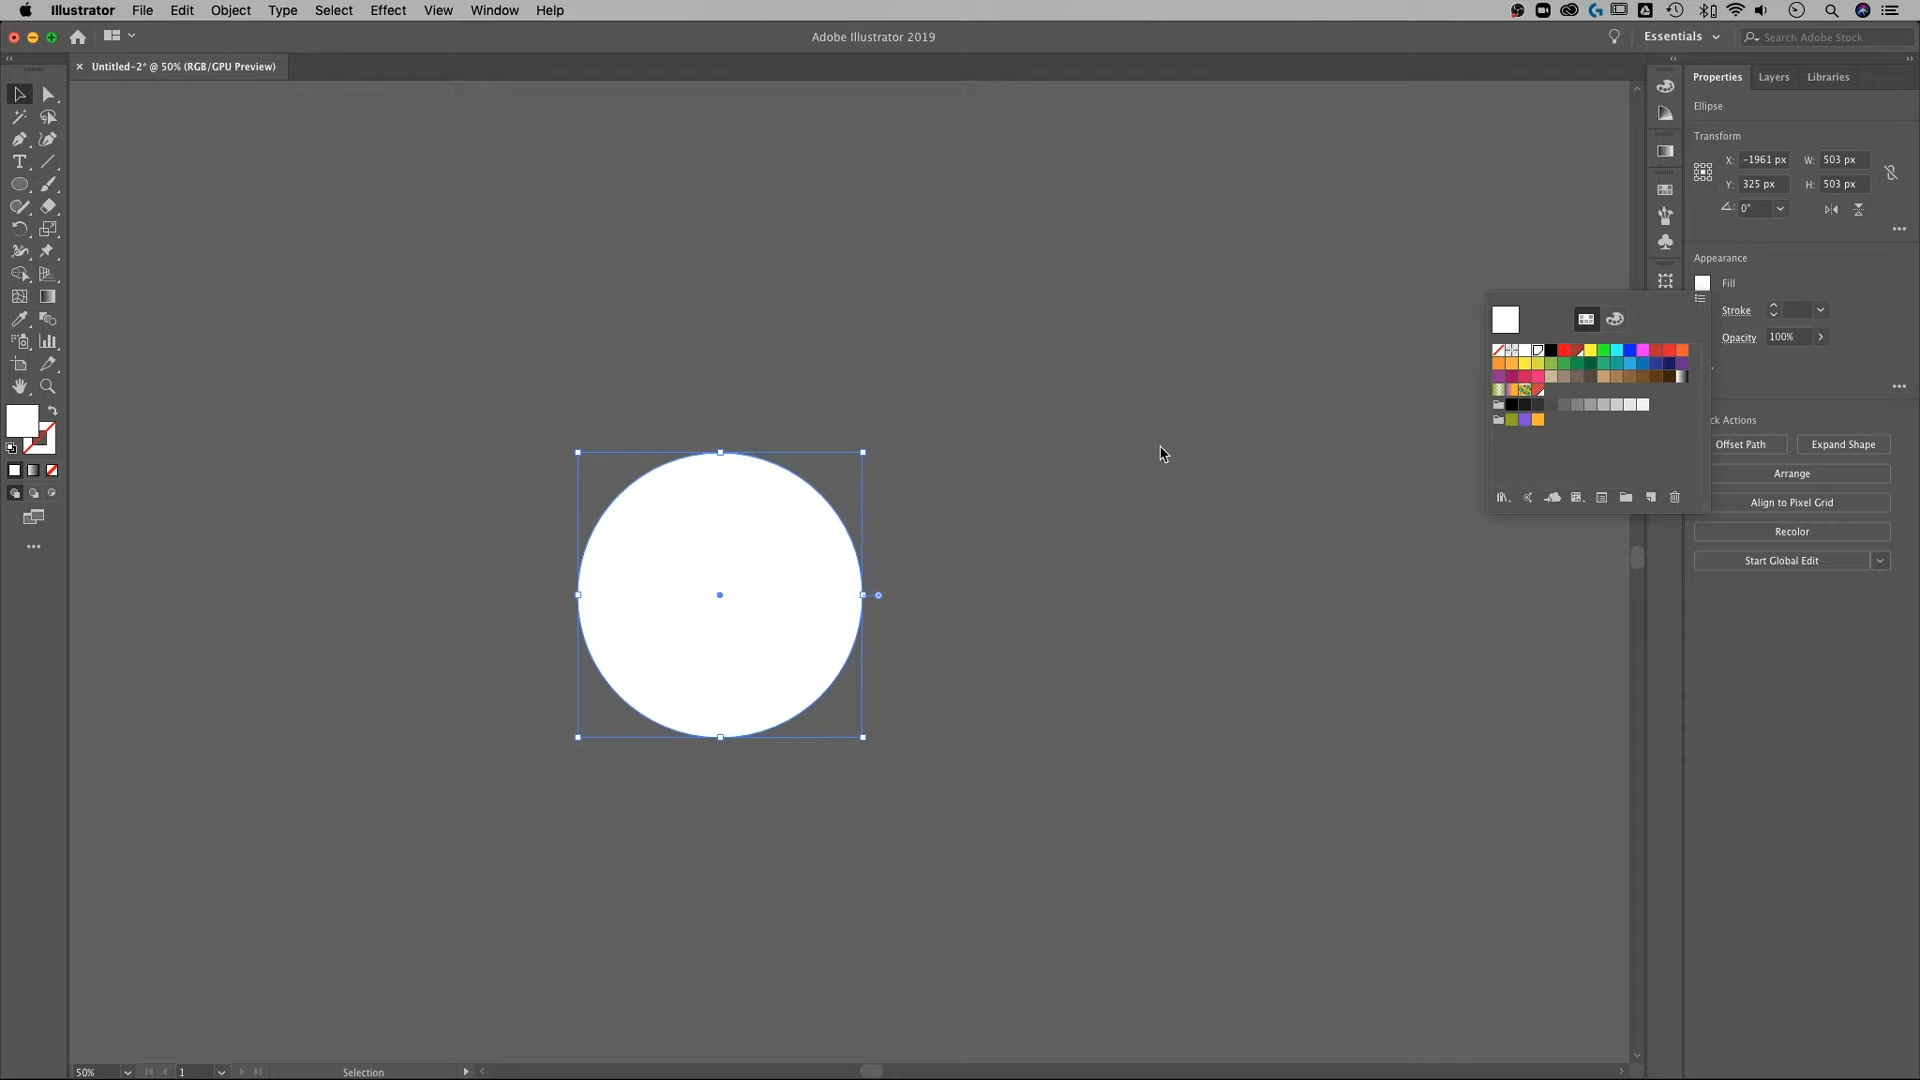 Illustrator File Edit Object Type Select Effect View Window Help
Adobe Illustrator 2019
Essentials
Search Adobe Stock
× Untitled-2* @ 50% (RGB/GPU Preview)
Properties Layers Libraries
Ellipse
Transform
X: -1961 px W: 503 px
Y: 325 px H: 503 px
0°
Appearance
Fill
Stroke
Opacity 100%
ck Actions
Offset Path Expand Shape
Arrange
Align to Pixel Grid
Recolor
Start Global Edit
50% 1 Selection